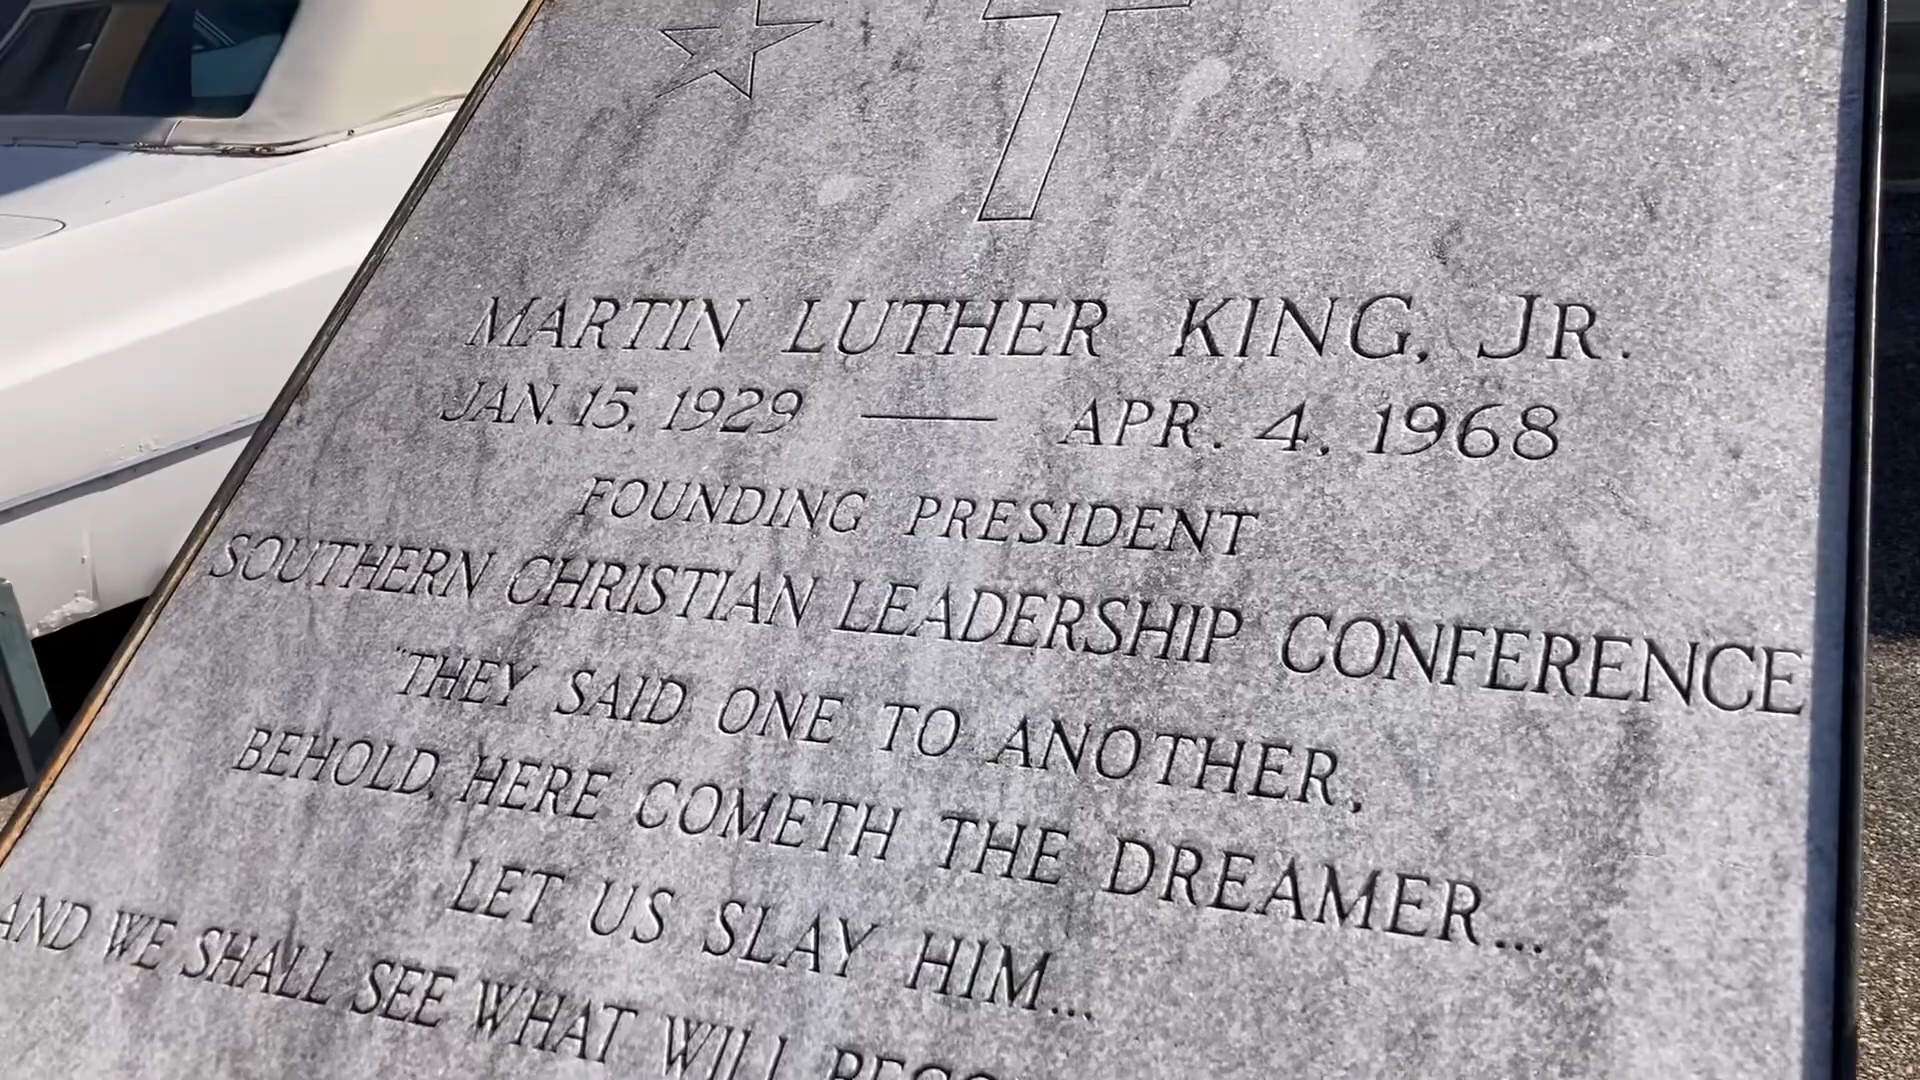 MARTIN LUTHER KING, JR.
JAN. 15, 1929 — APR. 4, 1968
FOUNDING PRESIDENT
SOUTHERN CHRISTIAN LEADERSHIP CONFERENCE
"THEY SAID ONE TO ANOTHER,
BEHOLD, HERE COMETH THE DREAMER...
LET US SLAY HIM...
AND WE SHALL SEE WHAT WILL